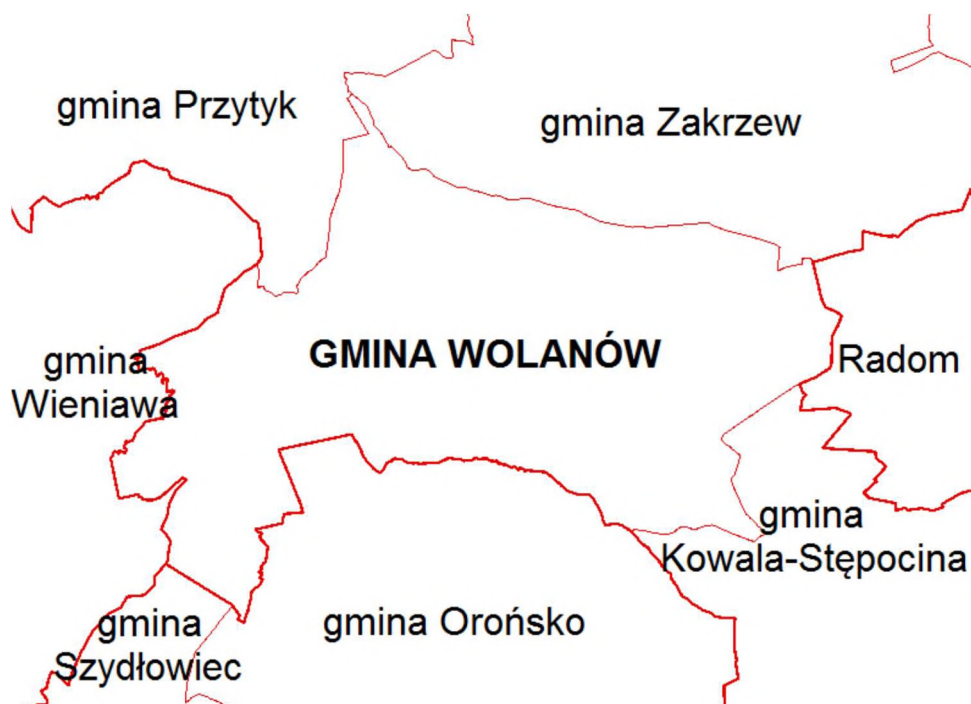 gmina Przytyk
gmina Zakrzew
gmina
Wieniawa
GMINA WOLANÓW
Radom
gmina
Kowala-Stępocina
gmina
Szydłowiec
gmina Orońsko